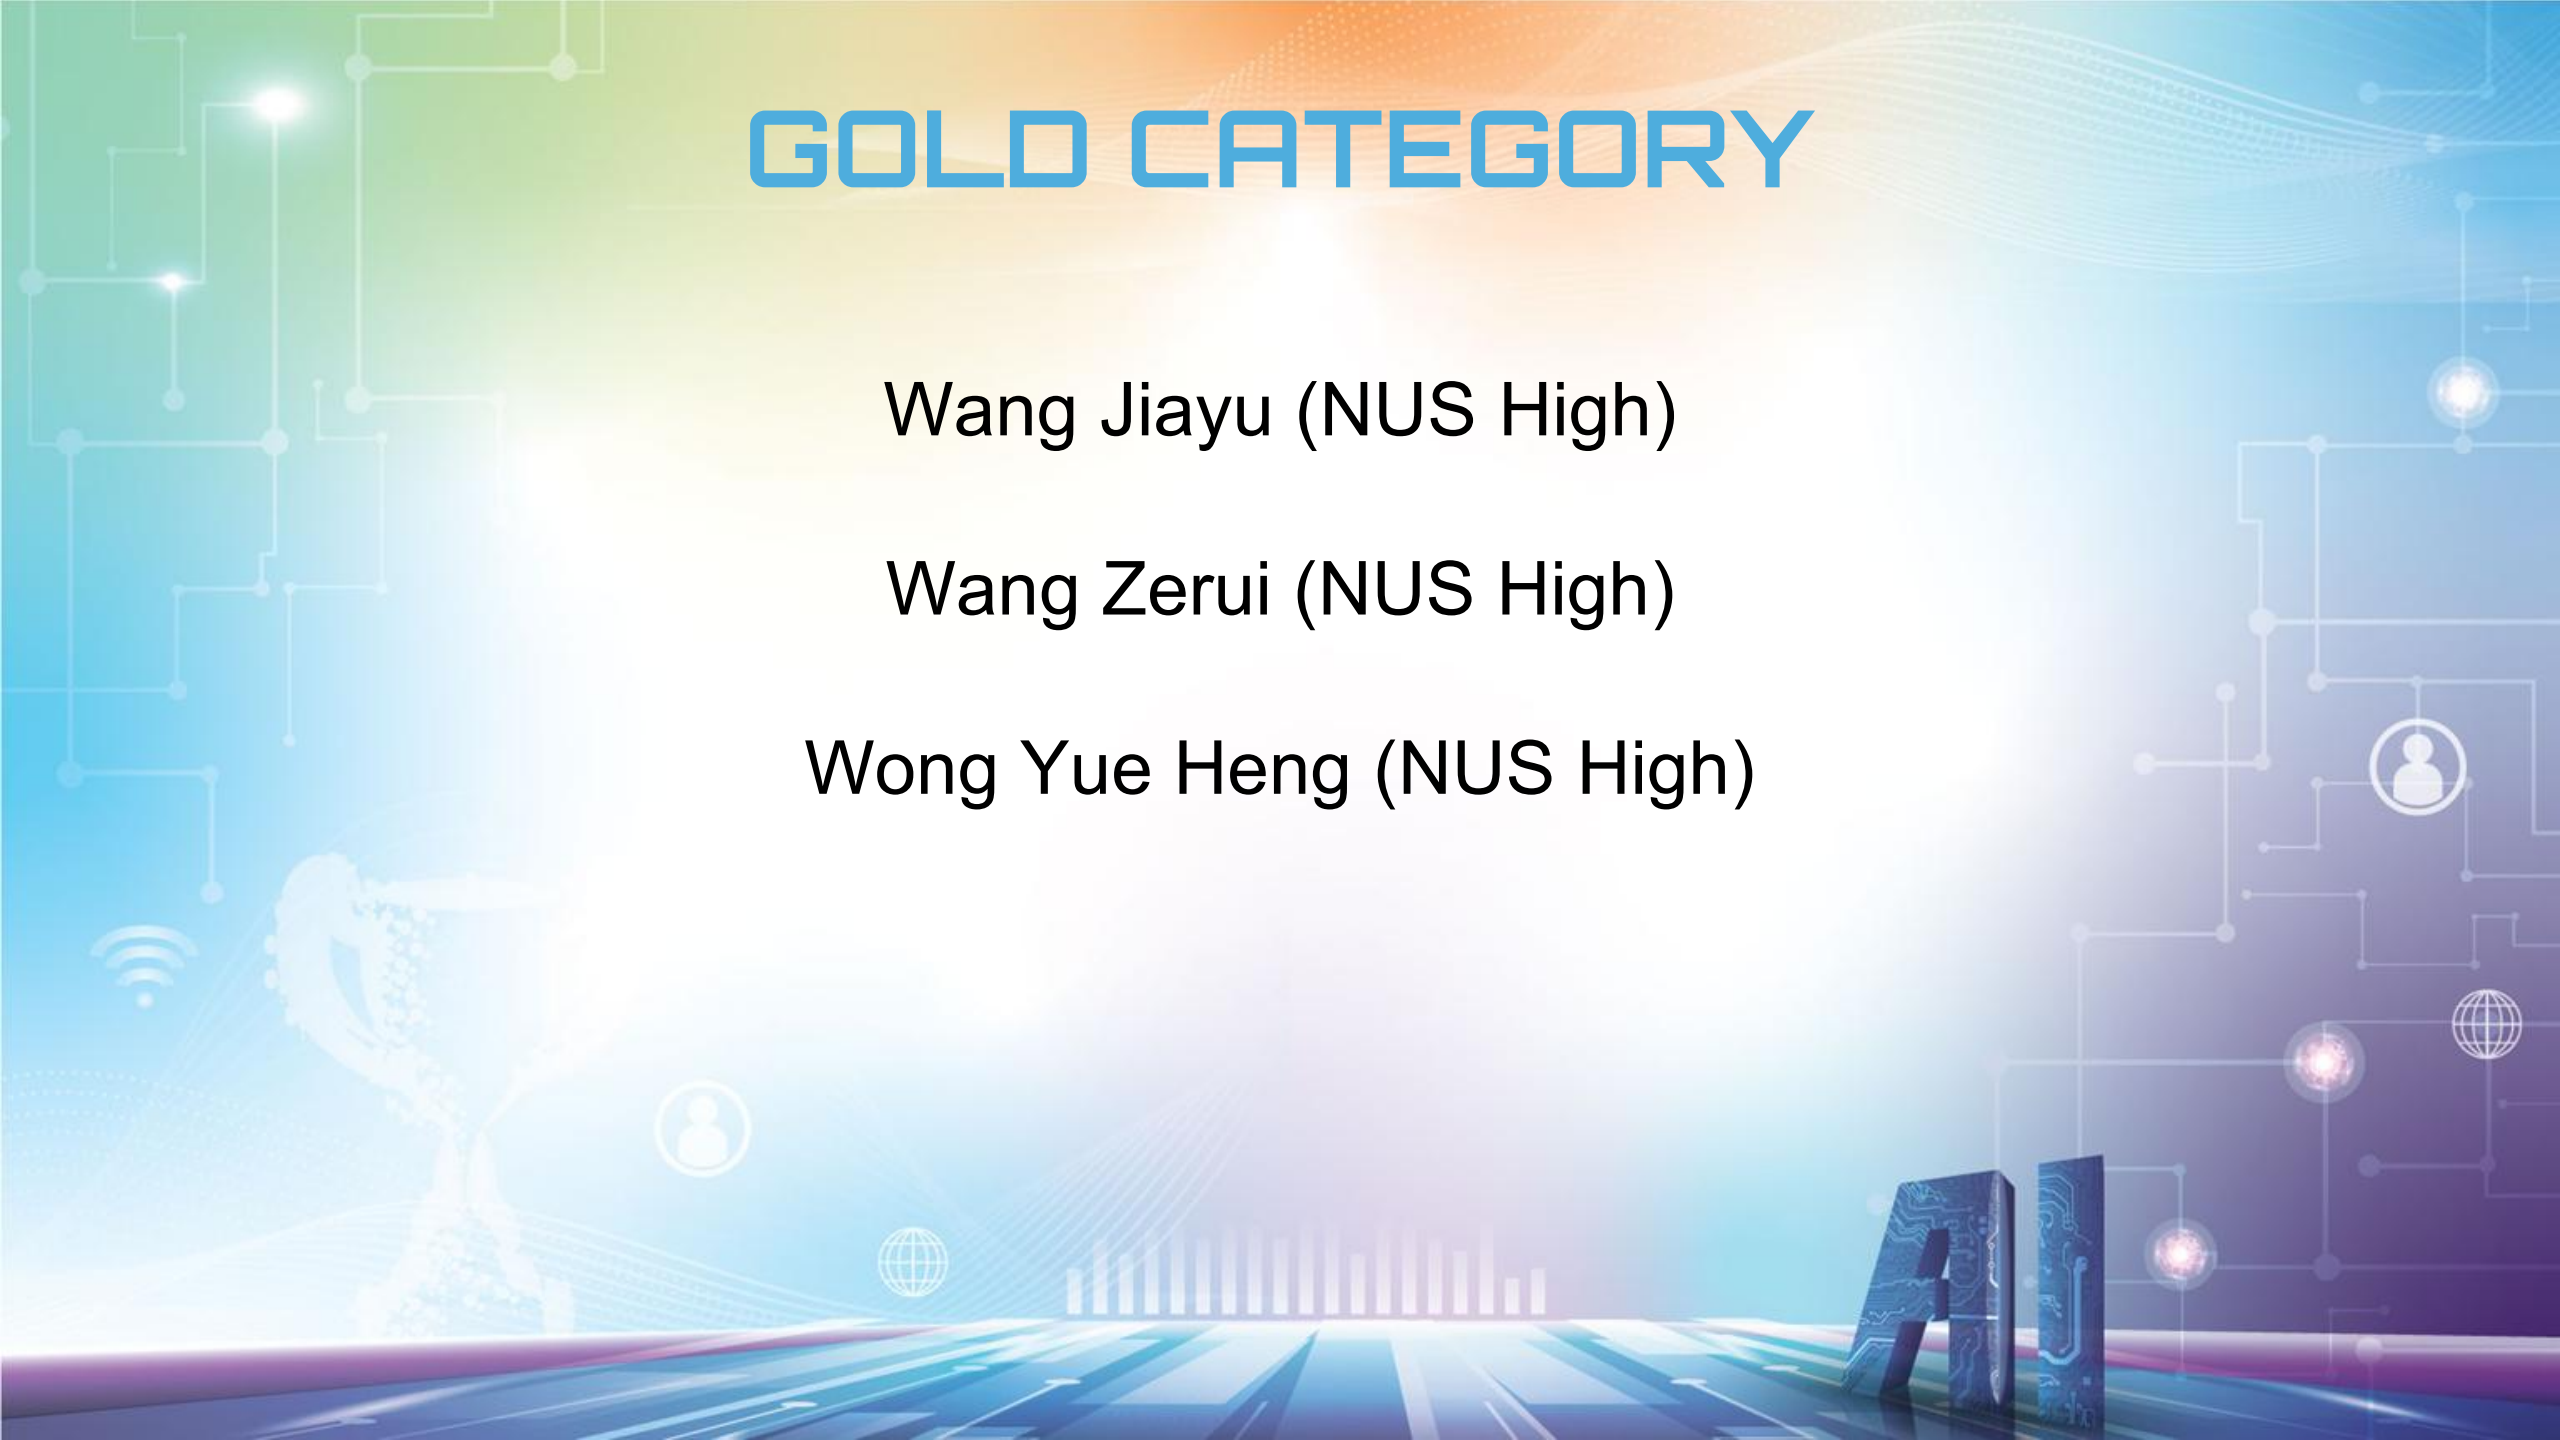 GOLD CATEGORY
Wang Jiayu (NUS High)
Wang Zerui (NUS High)
Wong Yue Heng (NUS High)
AI